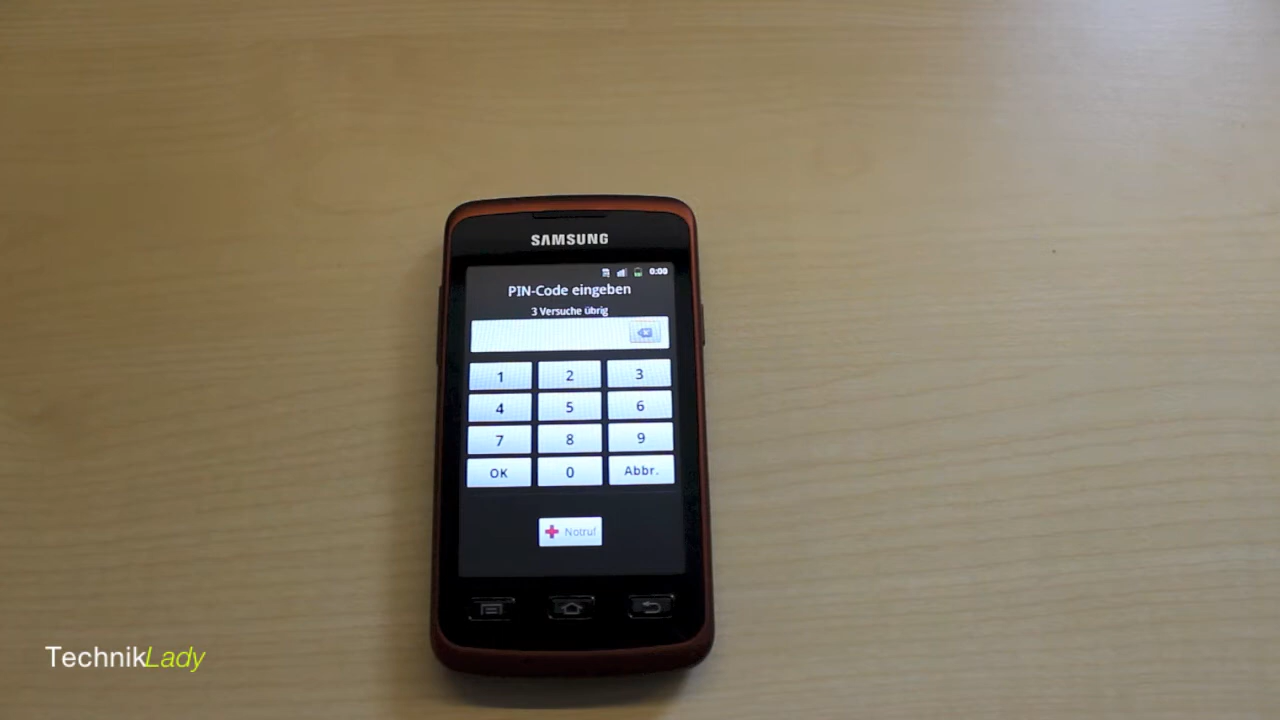 SAMSUNG
0:00
PIN-Code eingeben
3 Versuche übrig
1 2 3
4 5 6
7 8 9
OK 0 Abbr.
Notruf
TechnikLady